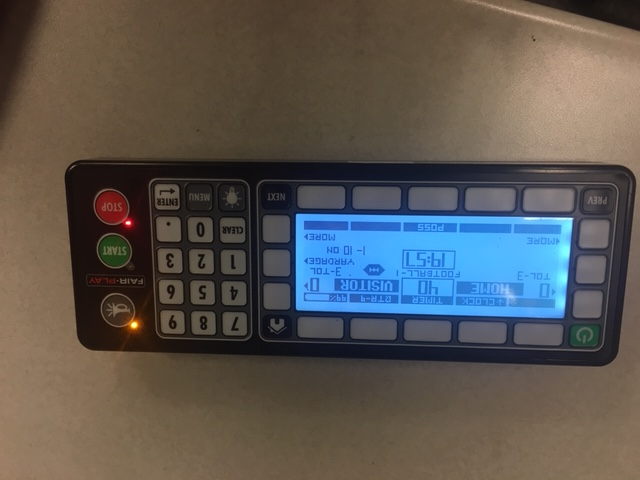 CLOCK TIMER QTR-4 99%
0 HOME 40 VISITOR 0
TOL-3 FOOTBALL-1 TOL-3
19:57
YARDAGE
1- 10 ON
MORE
MORE
POSS
PREV
NEXT
7 8 9
4 5 6
1 2 3
CLEAR 0 .
MENU ENTER
FAIR-PLAY
START
STOP